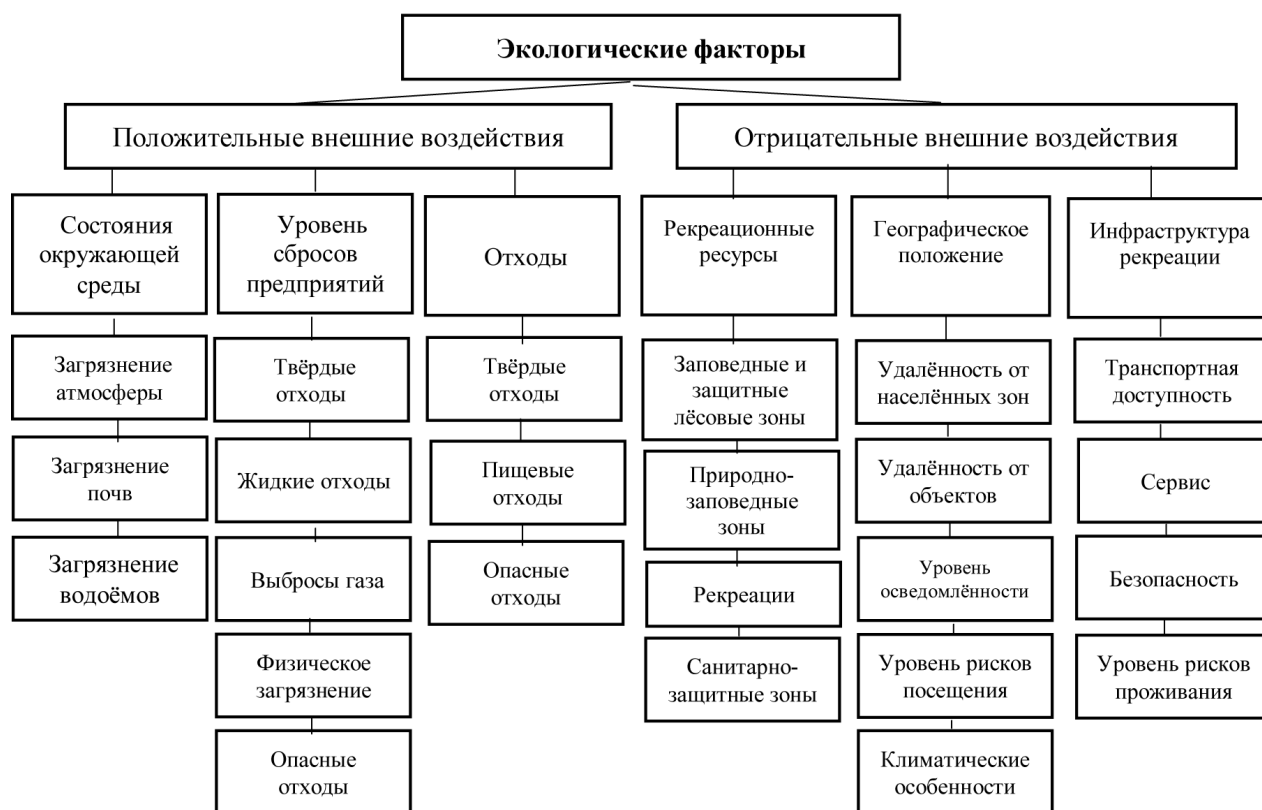 Экологические факторы
Положительные внешние воздействия
Отрицательные внешние воздействия
Состояния
окружающей
среды
Уровень
сбросов
предприятий
Отходы
Рекреационные
ресурсы
Географическое
положение
Инфраструктура
рекреации
Загрязнение
атмосферы
Твёрдые
отходы
Твёрдые
отходы
Заповедные и
защитные
лёсовые зоны
Удалённость от
населённых зон
Транспортная
доступность
Загрязнение
почв
Жидкие отходы
Пищевые
отходы
Природно-
заповедные
зоны
Удалённость от
объектов
Сервис
Загрязнение
водоёмов
Выбросы газа
Опасные
отходы
Рекреации
Уровень
осведомлённости
Безопасность
Физическое
загрязнение
Санитарно-
защитные зоны
Уровень рисков
посещения
Уровень рисков
проживания
Опасные
отходы
Климатические
особенности